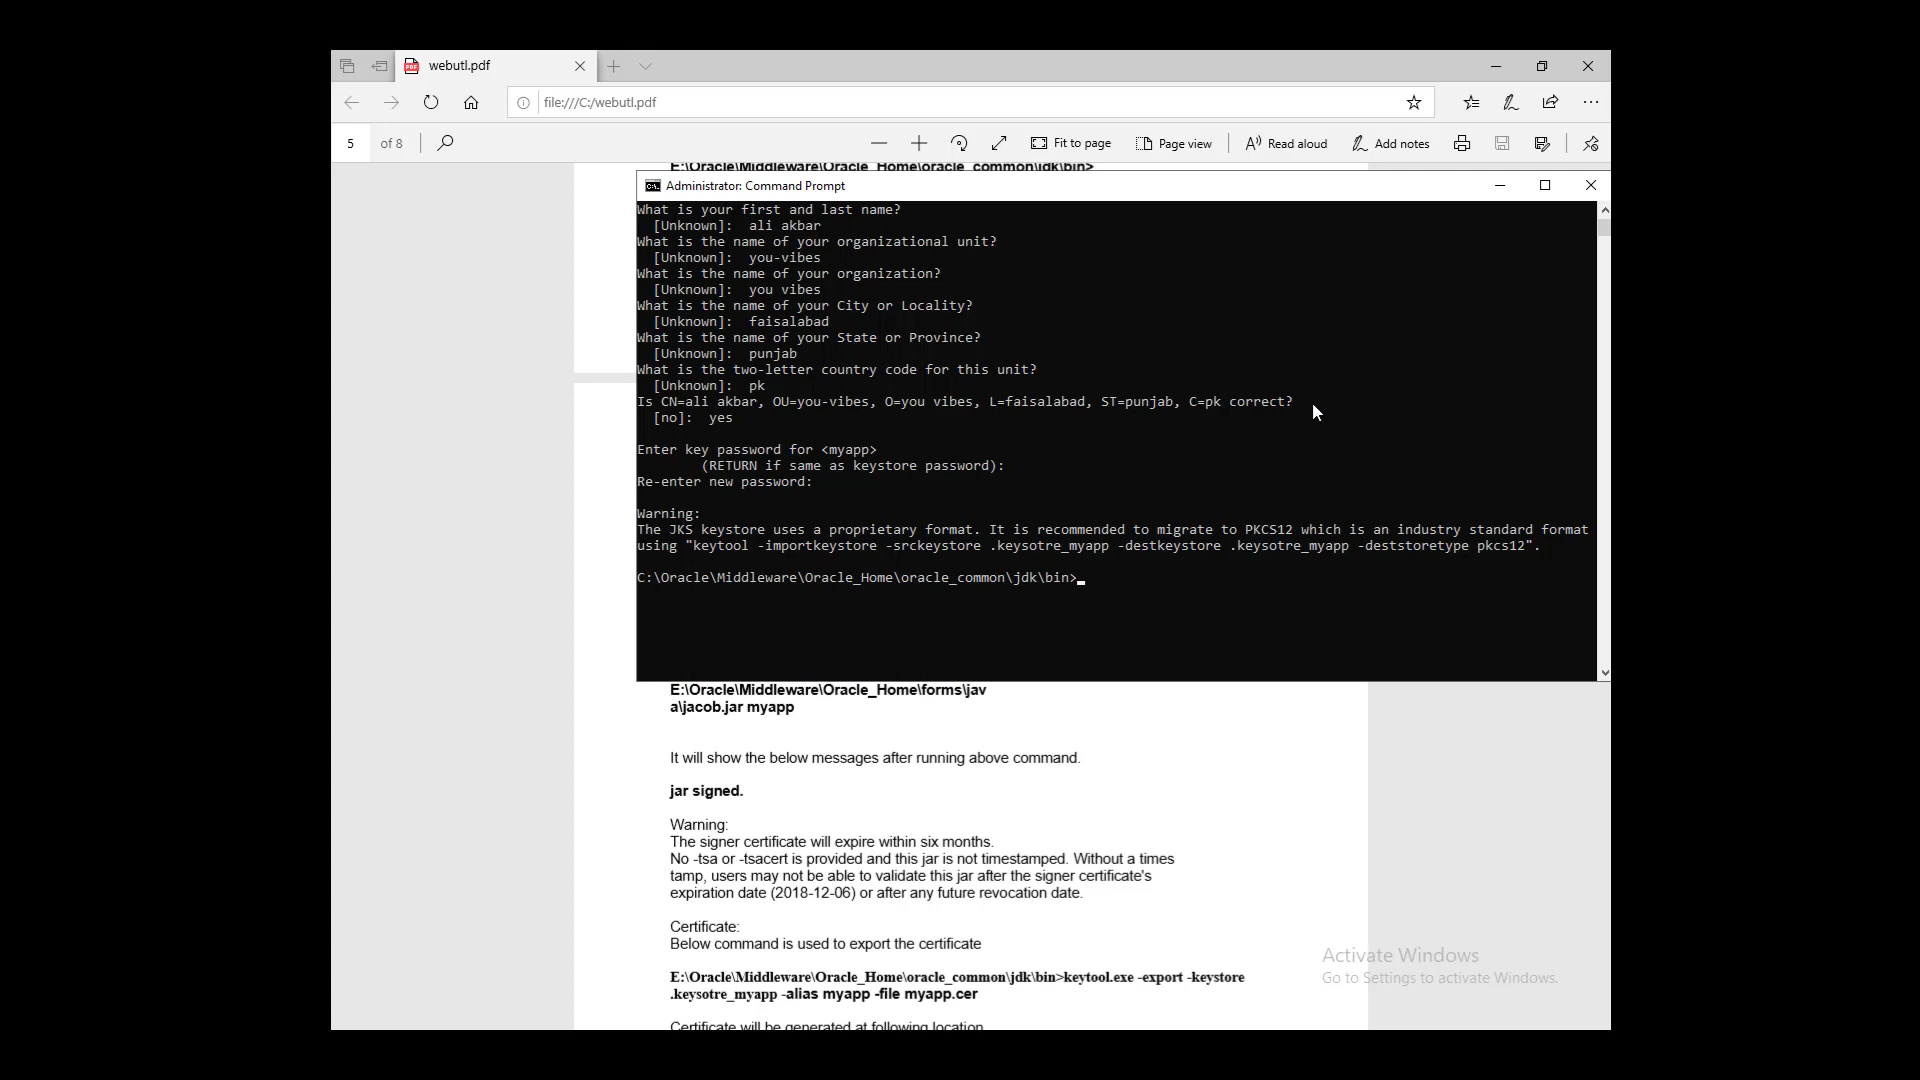 webutl.pdf
file:///C:/webutl.pdf
5 of 8
Fit to page
Page view
Read aloud
Add notes
E:\Oracle\Middleware\Oracle_Home\oracle_common\jdk\bin>
Administrator: Command Prompt
What is your first and last name?
[Unknown]: ali akbar
What is the name of your organizational unit?
[Unknown]: you-vibes
What is the name of your organization?
[Unknown]: you vibes
What is the name of your City or Locality?
[Unknown]: faisalabad
What is the name of your State or Province?
[Unknown]: punjab
What is the two-letter country code for this unit?
[Unknown]: pk
Is CN=ali akbar, OU=you-vibes, O=you vibes, L=faisalabad, ST=punjab, C=pk correct?
[no]: yes
Enter key password for <myapp>
(RETURN if same as keystore password):
Re-enter new password:
Warning:
The JKS keystore uses a proprietary format. It is recommended to migrate to PKCS12 which is an industry standard format
using "keytool -importkeystore -srckeystore .keysotre_myapp -destkeystore .keysotre_myapp -deststoretype pkcs12".
C:\Oracle\Middleware\Oracle_Home\oracle_common\jdk\bin>
E:\Oracle\Middleware\Oracle_Home\forms\jav
a\jacob.jar myapp
It will show the below messages after running above command.
jar signed.
Warning:
The signer certificate will expire within six months.
No -tsa or -tsacert is provided and this jar is not timestamped. Without a times
tamp, users may not be able to validate this jar after the signer certificate's
expiration date (2018-12-06) or after any future revocation date.
Certificate:
Below command is used to export the certificate
E:\Oracle\Middleware\Oracle_Home\oracle_common\jdk\bin>keytool.exe -export -keystore
.keysotre_myapp -alias myapp -file myapp.cer
Certificate will be generated at following location
Activate Windows
Go to Settings to activate Windows.